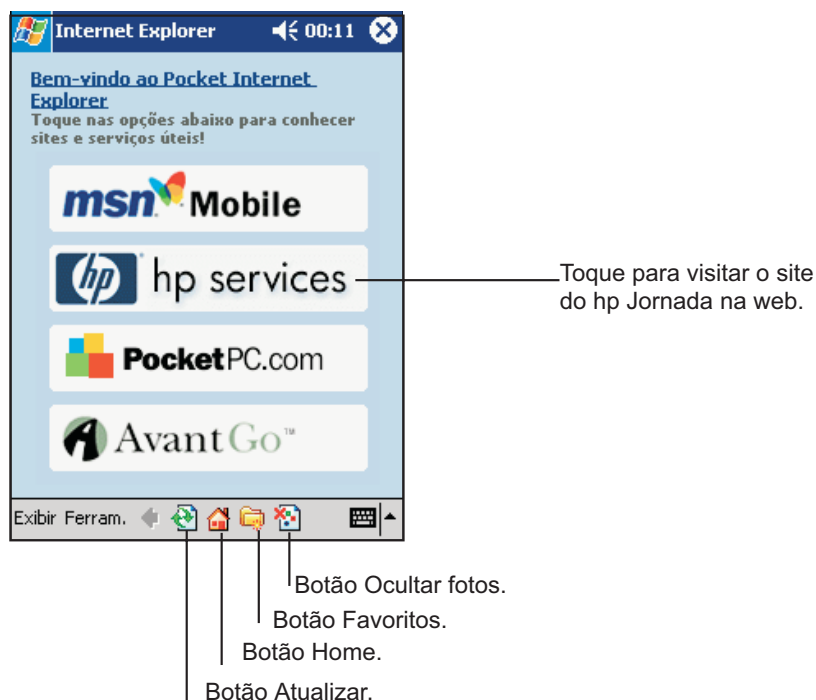 Internet Explorer 00:11
Bem-vindo ao Pocket Internet
Explorer
Toque nas opções abaixo para conhecer
sites e serviços úteis!
msn Mobile
hp hp services
Toque para visitar o site
do hp Jornada na web.
PocketPC.com
AvantGo™
Exibir Ferram.
Botão Ocultar fotos.
Botão Favoritos.
Botão Home.
Botão Atualizar.